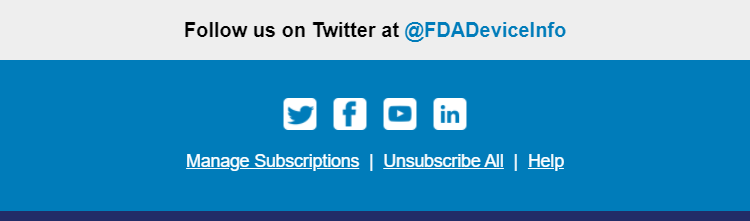 Follow us on Twitter at @FDADeviceInfo
Manage Subscriptions | Unsubscribe All | Help